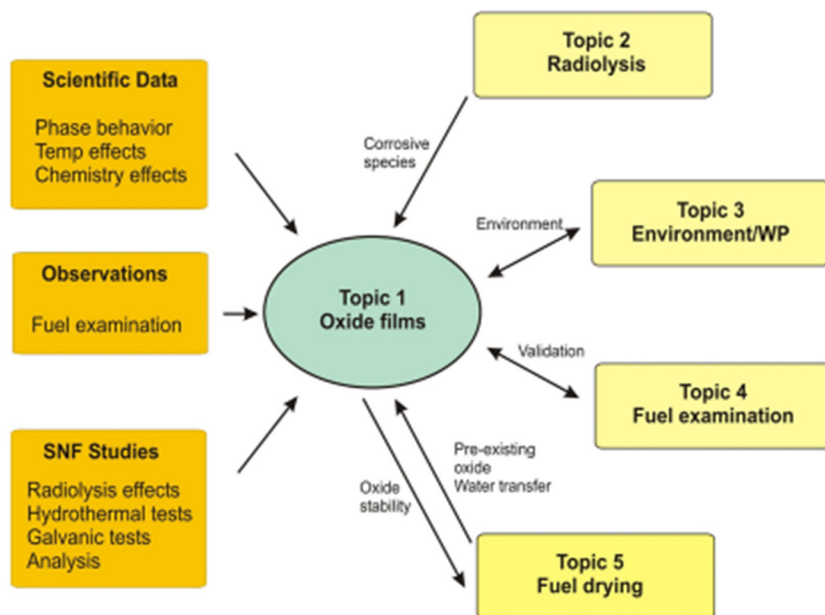 Scientific Data
Phase behavior
Temp effects
Chemistry effects
Observations
Fuel examination
SNF Studies
Radiolysis effects
Hydrothermal tests
Galvanic tests
Analysis
Topic 1
Oxide films
Topic 2
Radiolysis
Corrosive
species
Topic 3
Environment/WP
Environment
Topic 4
Fuel examination
Validation
Topic 5
Fuel drying
Pre-existing
oxide
Water transfer
Oxide
stability